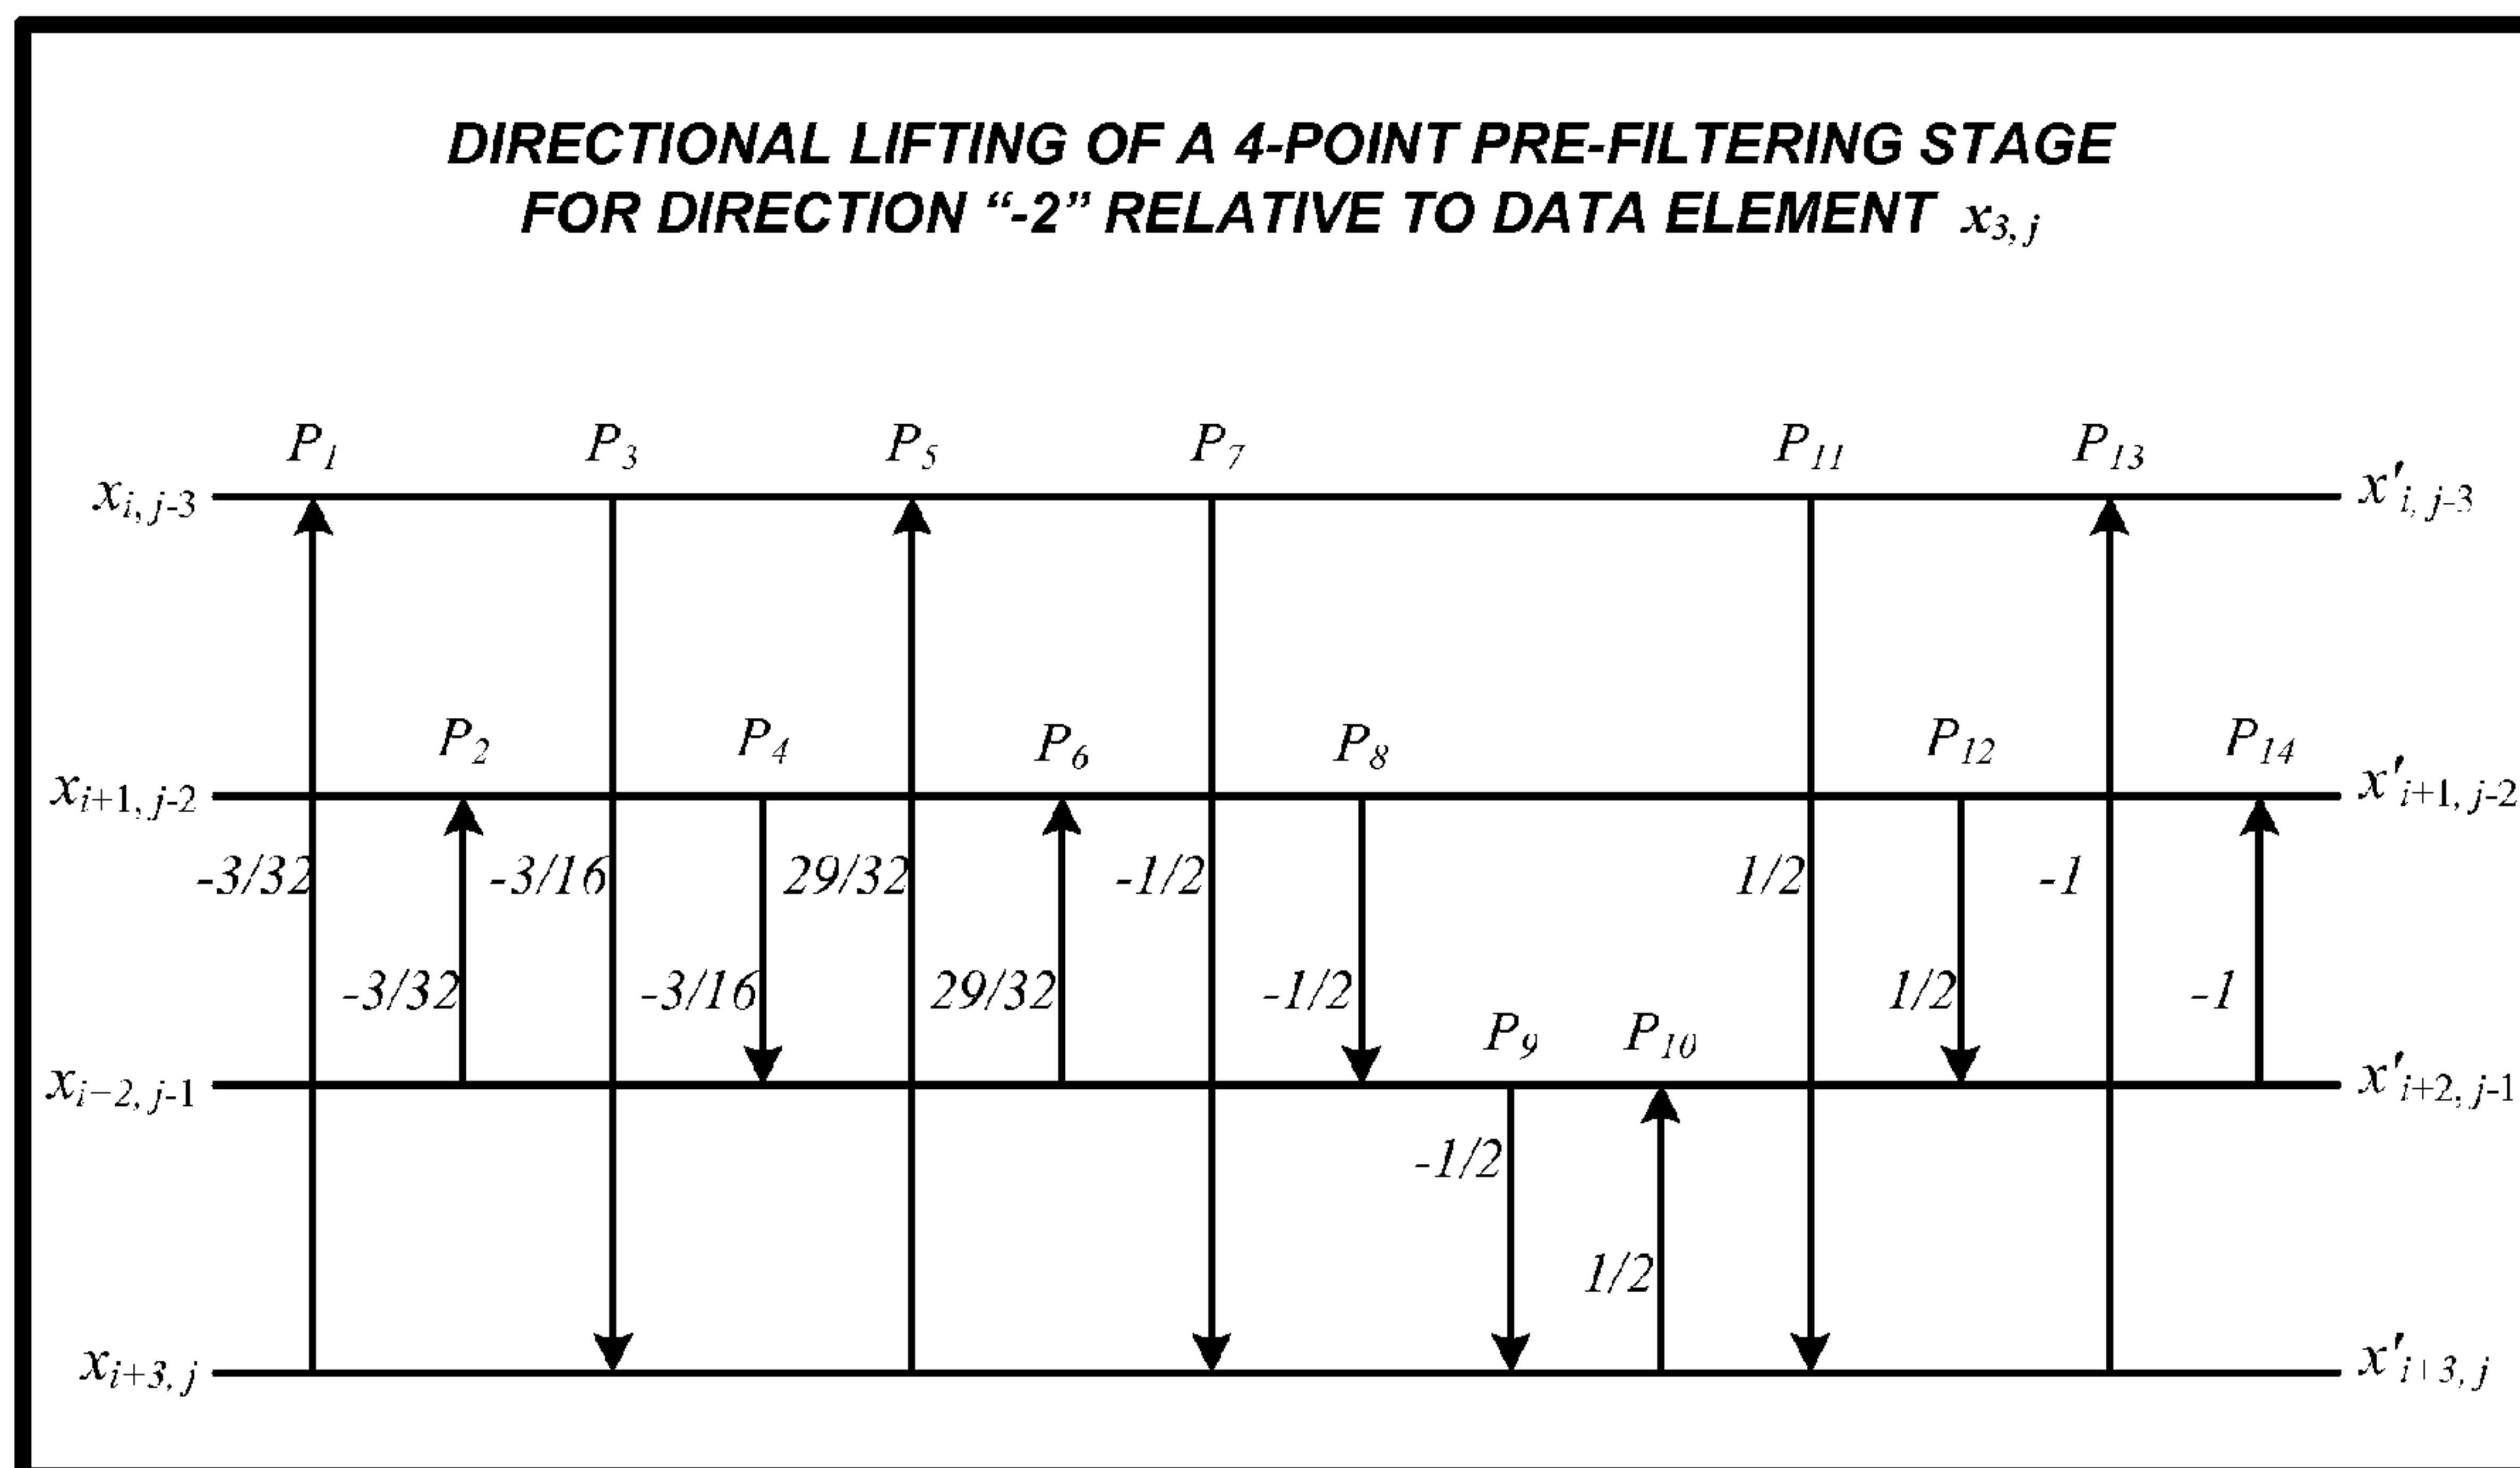 DIRECTIONAL LIFTING OF A 4-POINT PRE-FILTERING STAGE
FOR DIRECTION “-2” RELATIVE TO DATA ELEMENT x3, j
P1 P3 P5 P7 P11 P13
xi, j-3 x'i, j-3
P2 P4 P6 P8 P12 P14
xi+1, j-2 x'i+1, j-2
-3/32 -3/16 29/32 -1/2 1/2 -1
-3/32 -3/16 29/32 -1/2 1/2 -1
P9 P10
xi−2, j-1 x'i+2, j-1
-1/2
1/2
xi+3, j x'i+3, j